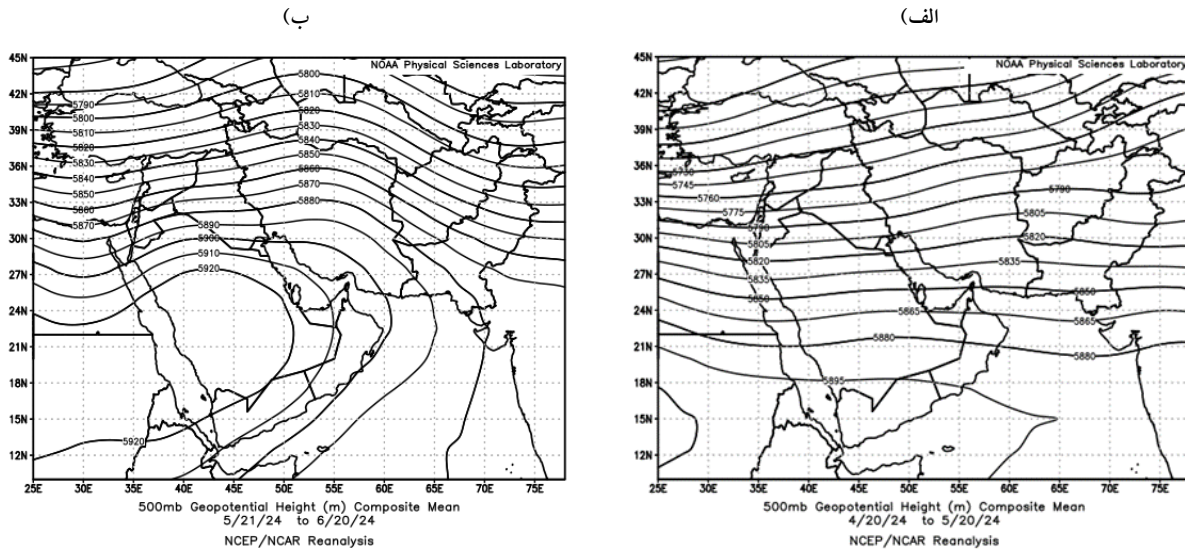 الف)
NOAA Physical Sciences Laboratory
45N
42N
39N
36N
33N
30N
27N
24N
21N
18N
15N
12N
5730
5745
5760
5775
5790
5790
5805
5805
5820
5820
5835
5835
5850
5850
5865
5865
5880
5880
5895
25E 30E 35E 40E 45E 50E 55E 60E 65E 70E 75E
500mb Geopotential Height (m) Composite Mean
4/20/24 to 5/20/24
NCEP/NCAR Reanalysis
ب)
NOAA Physical Sciences Laboratory
45N
42N
39N
36N
33N
30N
27N
24N
21N
18N
15N
12N
5800
5790
5810
5800
5820
5810
5830
5820
5840
5830
5850
5840
5860
5850
5870
5860
5880
5870
5890
5900
5910
5920
5920
25E 30E 35E 40E 45E 50E 55E 60E 65E 70E 75E
500mb Geopotential Height (m) Composite Mean
5/21/24 to 6/20/24
NCEP/NCAR Reanalysis